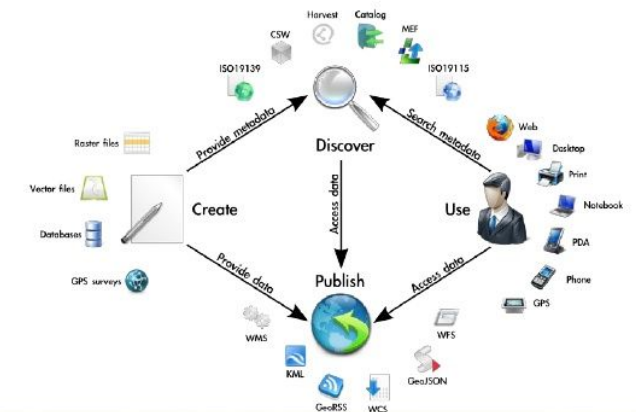 Harvest
Catalog
CSW
MEF
ISO19139
ISO19115
Provide metadata
Search metadata
Discover
Web
Desktop
Print
Notebook
PDA
Phone
GPS
Raster files
Vector files
Databases
GPS surveys
Create
Access data
Use
Provide data
Access data
Publish
WMS
KML
GeoRSS
WCS
GeoJSON
WFS